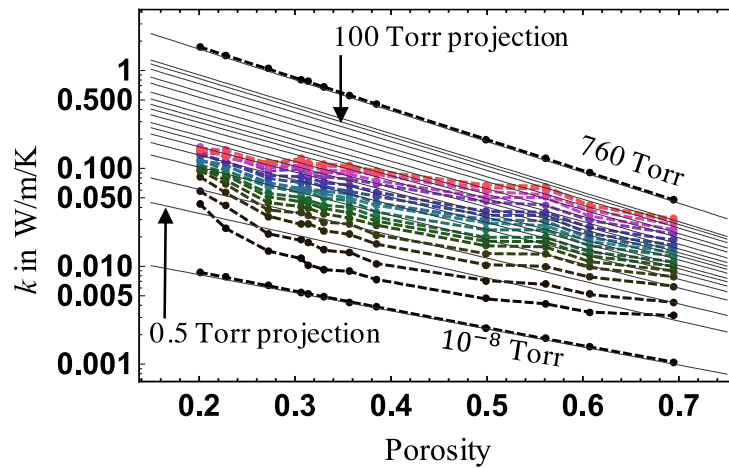 100 Torr projection
1
0.500
760 Torr
0.100
0.050
k in W/m/K
0.010
0.005
0.5 Torr projection
10⁻⁸ Torr
0.001
0.2 0.3 0.4 0.5 0.6 0.7
Porosity